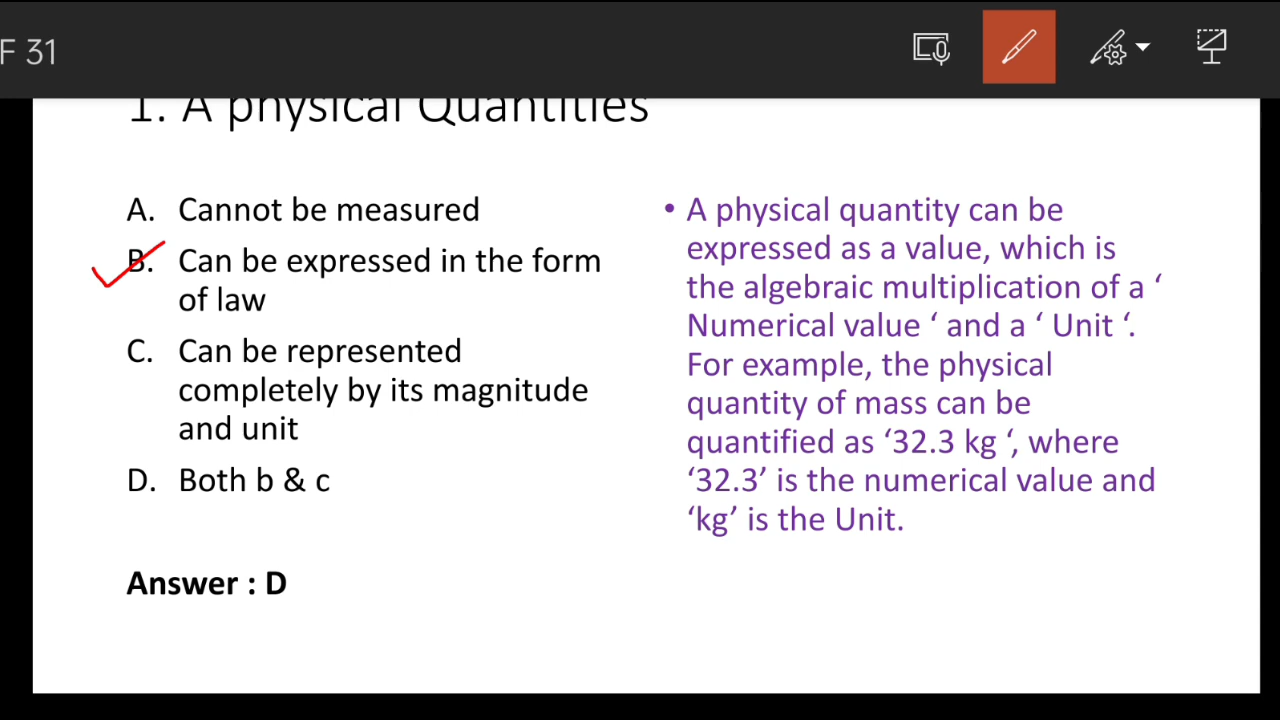 F 31
1. A physical Quantities
A. Cannot be measured
B. Can be expressed in the form
of law
C. Can be represented
completely by its magnitude
and unit
D. Both b & c
Answer : D
• A physical quantity can be
expressed as a value, which is
the algebraic multiplication of a ‘
Numerical value ‘ and a ‘ Unit ‘.
For example, the physical
quantity of mass can be
quantified as ‘32.3 kg ‘, where
‘32.3’ is the numerical value and
‘kg’ is the Unit.